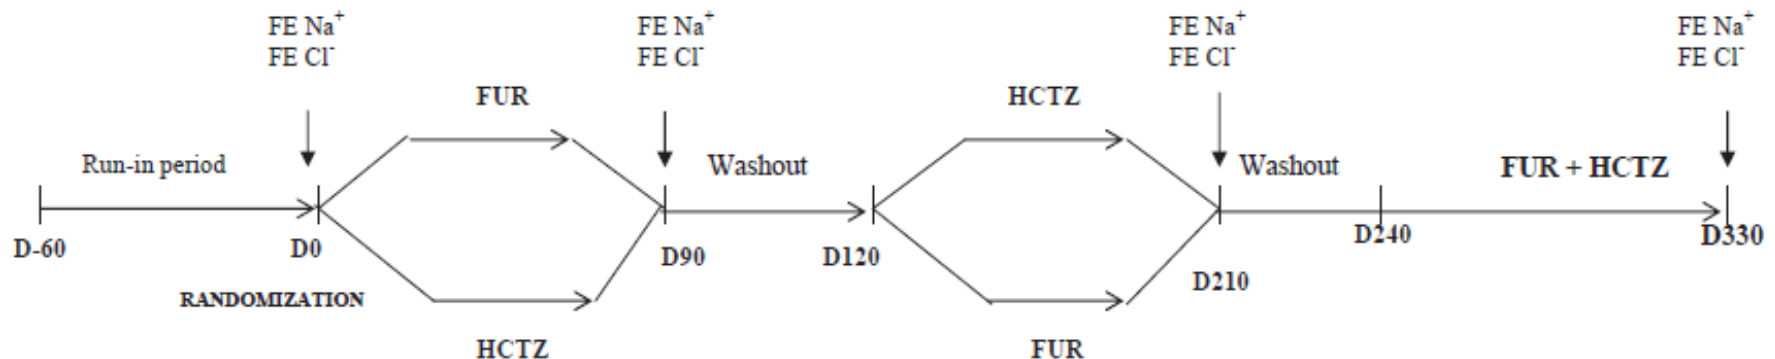 FE Na⁺
FE Cl⁻
FE Na⁺
FE Cl⁻
FE Na⁺
FE Cl⁻
FE Na⁺
FE Cl⁻
FUR
HCTZ
Run-in period
Washout
Washout
FUR + HCTZ
D-60
D0
D90
D120
D210
D240
D330
RANDOMIZATION
HCTZ
FUR